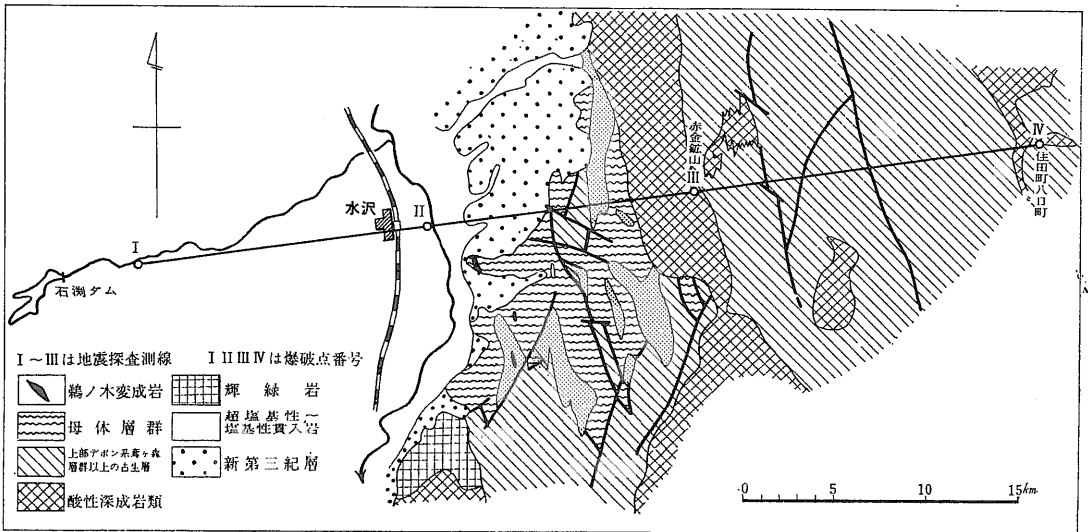 I
石渕ダム
水沢
II
赤金鉱山
III
IV
住田町八日町
I～IIIは地震探査測線 I II III IVは爆破点番号
鵜ノ木変成岩
輝緑岩
母体層群
超塩基性～
塩基性貫入岩
上部デボン系鳶ヶ森
層群以上の古生層
新第三紀層
酸性深成岩類
0 5 10 15km